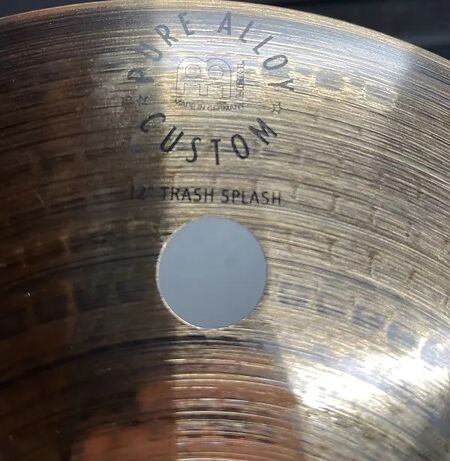 PURE ALLOY
MADE IN GERMANY
CUSTOM
12" TRASH SPLASH